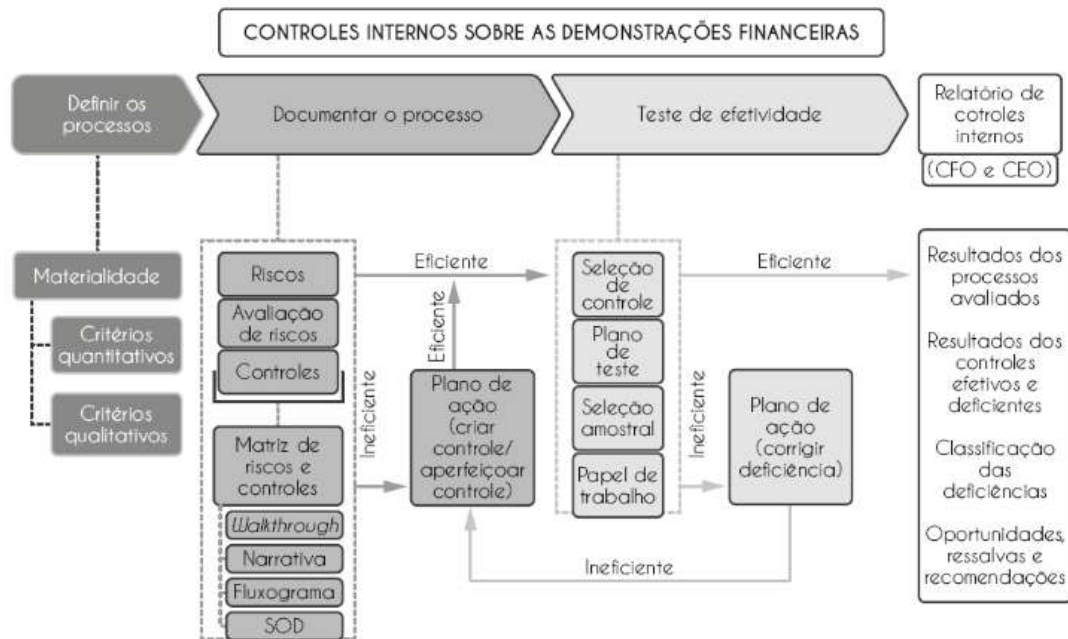 CONTROLES INTERNOS SOBRE AS DEMONSTRAÇÕES FINANCEIRAS
Definir os
processos
Documentar o processo
Teste de efetividade
Relatório de
cotroles
internos
(CFO e CEO)
Materialidade
Critérios
quantitativos
Critérios
qualitativos
Riscos
Avaliação
de riscos
Controles
Matriz de
riscos e
controles
Walkthrough
Narrativa
Fluxograma
SOD
Eficiente
Eficiente
Ineficiente
Plano de
ação
(criar
controle/
aperfeiçoar
controle)
Seleção
de
controle
Plano
de
teste
Seleção
amostral
Papel de
trabalho
Eficiente
Ineficiente
Plano de
ação
(corrigir
deficiência)
Ineficiente
Resultados dos
processos
avaliados
Resultados dos
controles
efetivos e
deficientes
Classificação
das
deficiências
Oportunidades,
ressalvas e
recomendações